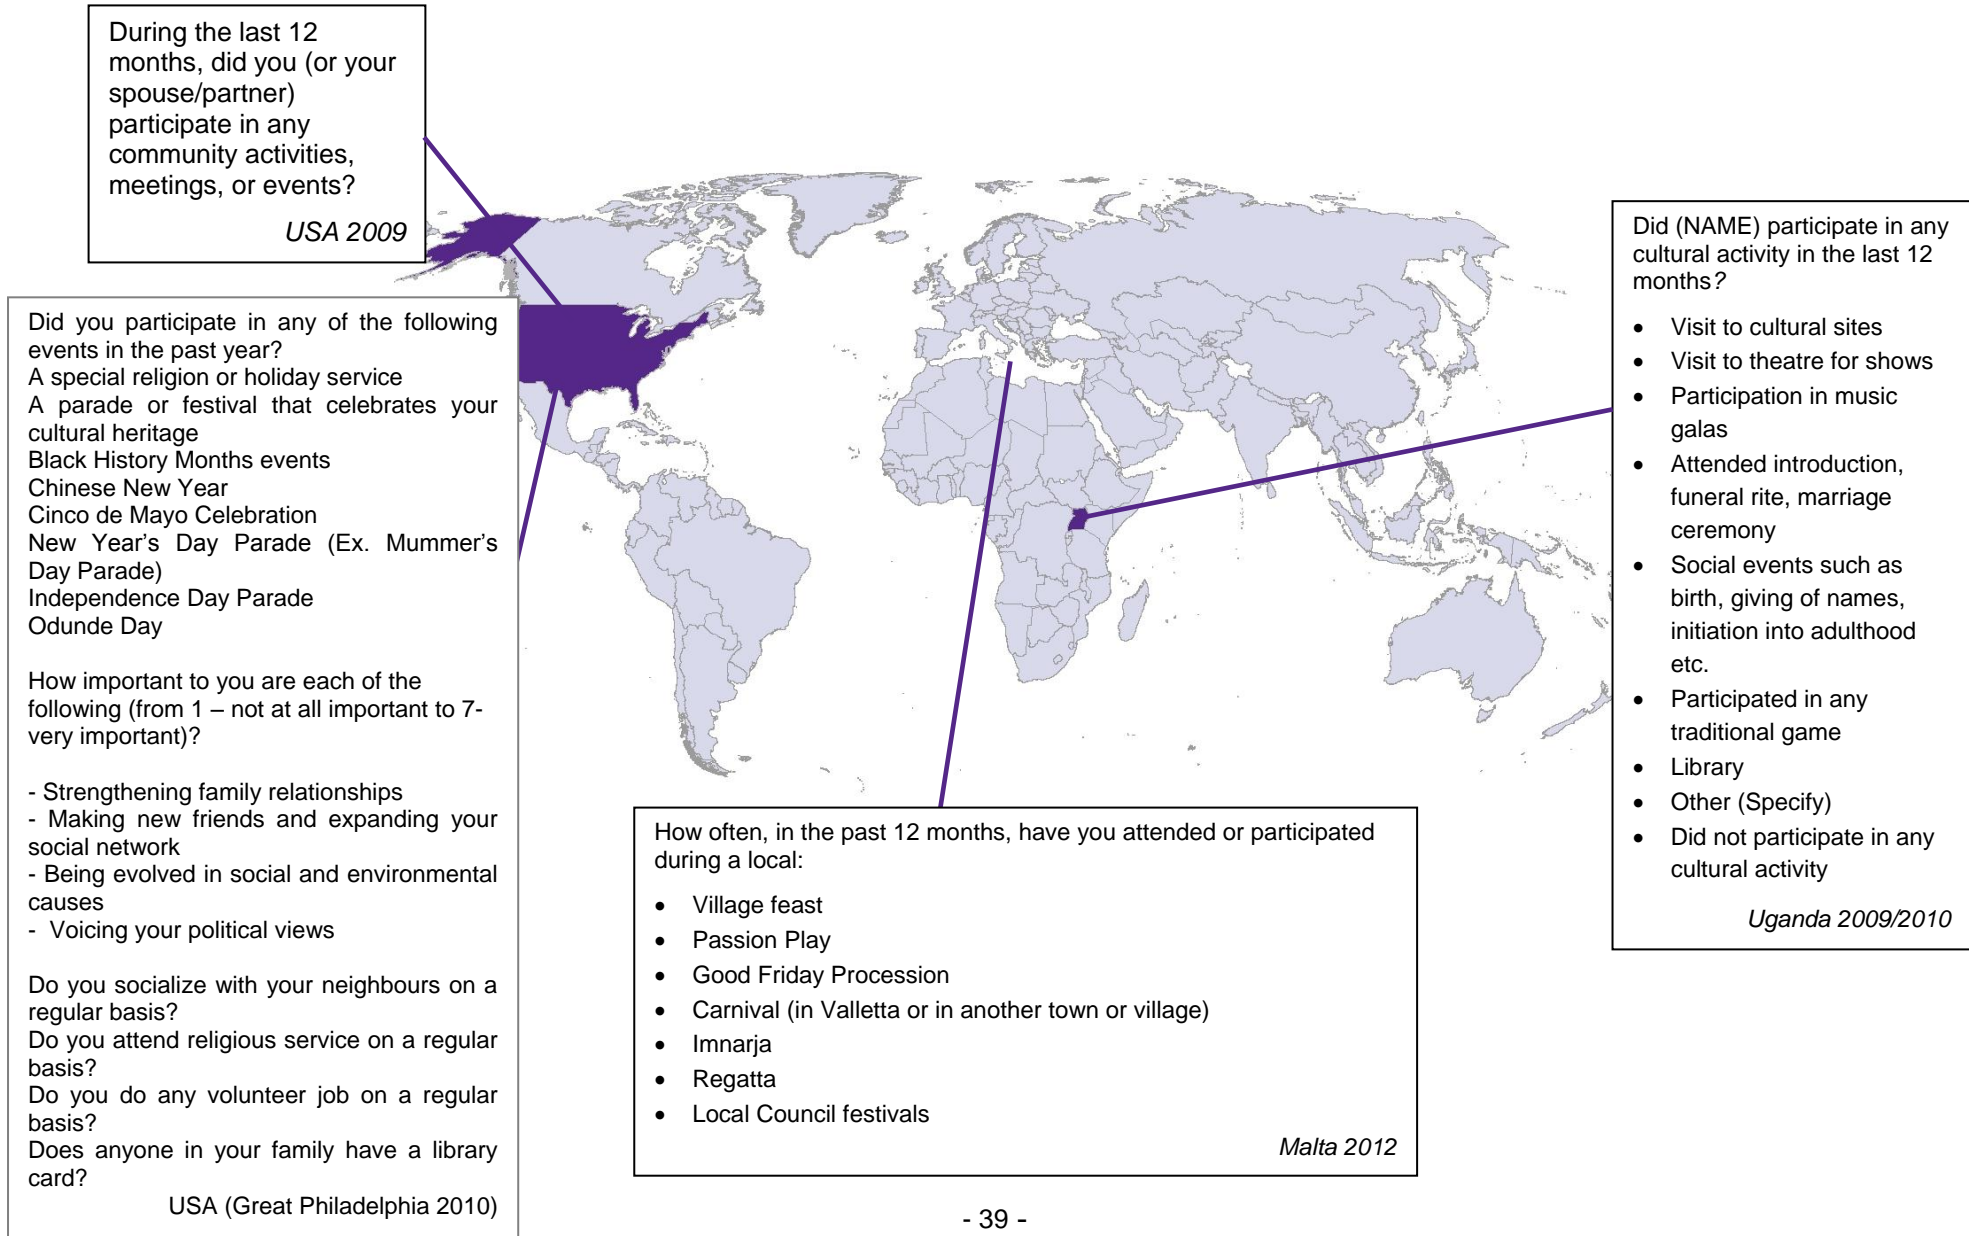 During the last 12
months, did you (or your
spouse/partner)
participate in any
community activities,
meetings, or events?
USA 2009
Did you participate in any of the following
events in the past year?
A special religion or holiday service
A parade or festival that celebrates your
cultural heritage
Black History Months events
Chinese New Year
Cinco de Mayo Celebration
New Year’s Day Parade (Ex. Mummer’s
Day Parade)
Independence Day Parade
Odunde Day
How important to you are each of the
following (from 1 – not at all important to 7-
very important)?
- Strengthening family relationships
- Making new friends and expanding your
social network
- Being evolved in social and environmental
causes
- Voicing your political views
Do you socialize with your neighbours on a
regular basis?
Do you attend religious service on a regular
basis?
Do you do any volunteer job on a regular
basis?
Does anyone in your family have a library
card?
USA (Great Philadelphia 2010)
How often, in the past 12 months, have you attended or participated
during a local:
• Village feast
• Passion Play
• Good Friday Procession
• Carnival (in Valletta or in another town or village)
• Imnarja
• Regatta
• Local Council festivals
Malta 2012
Did (NAME) participate in any
cultural activity in the last 12
months?
• Visit to cultural sites
• Visit to theatre for shows
• Participation in music
galas
• Attended introduction,
funeral rite, marriage
ceremony
• Social events such as
birth, giving of names,
initiation into adulthood
etc.
• Participated in any
traditional game
• Library
• Other (Specify)
• Did not participate in any
cultural activity
Uganda 2009/2010
- 39 -